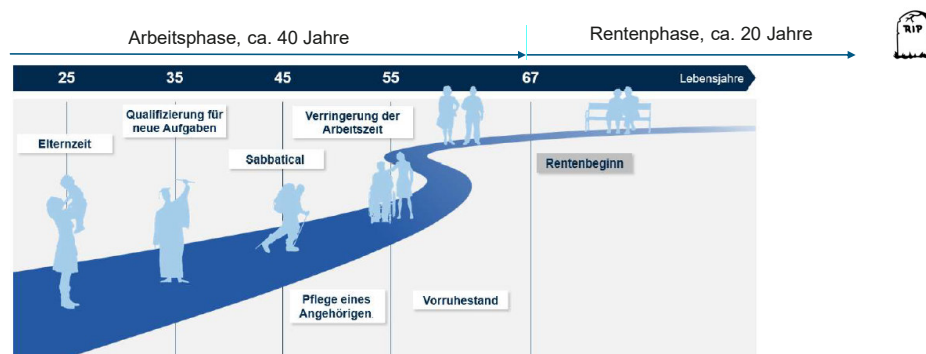 Arbeitsphase, ca. 40 Jahre
Rentenphase, ca. 20 Jahre
RIP
25 35 45 55 67 Lebensjahre
Elternzeit
Qualifizierung für
neue Aufgaben
Sabbatical
Verringerung der
Arbeitszeit
Rentenbeginn
Pflege eines
Angehörigen
Vorruhestand